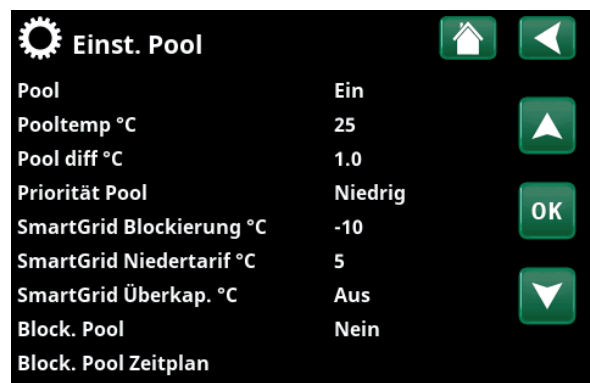 Einst. Pool
Pool Ein
Pooltemp °C 25
Pool diff °C 1.0
Priorität Pool Niedrig
SmartGrid Blockierung °C -10
SmartGrid Niedertarif °C 5
SmartGrid Überkap. °C Aus
Block. Pool Nein
Block. Pool Zeitplan
OK